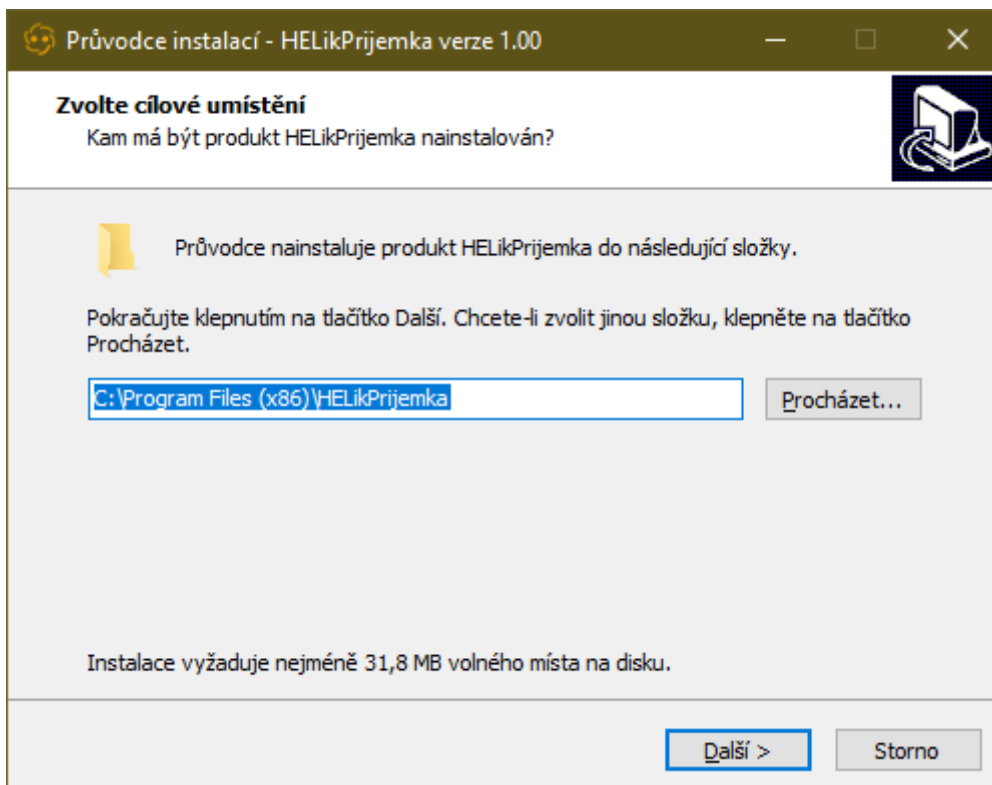 Průvodce instalací - HELikPrijemka verze 1.00
Zvolte cílové umístění
Kam má být produkt HELikPrijemka nainstalován?
Průvodce nainstaluje produkt HELikPrijemka do následující složky.
Pokračujte klepnutím na tlačítko Další. Chcete-li zvolit jinou složku, klepněte na tlačítko
Procházet.
C:\Program Files (x86)\HELikPrijemka
Procházet...
Instalace vyžaduje nejméně 31,8 MB volného místa na disku.
Další >
Storno